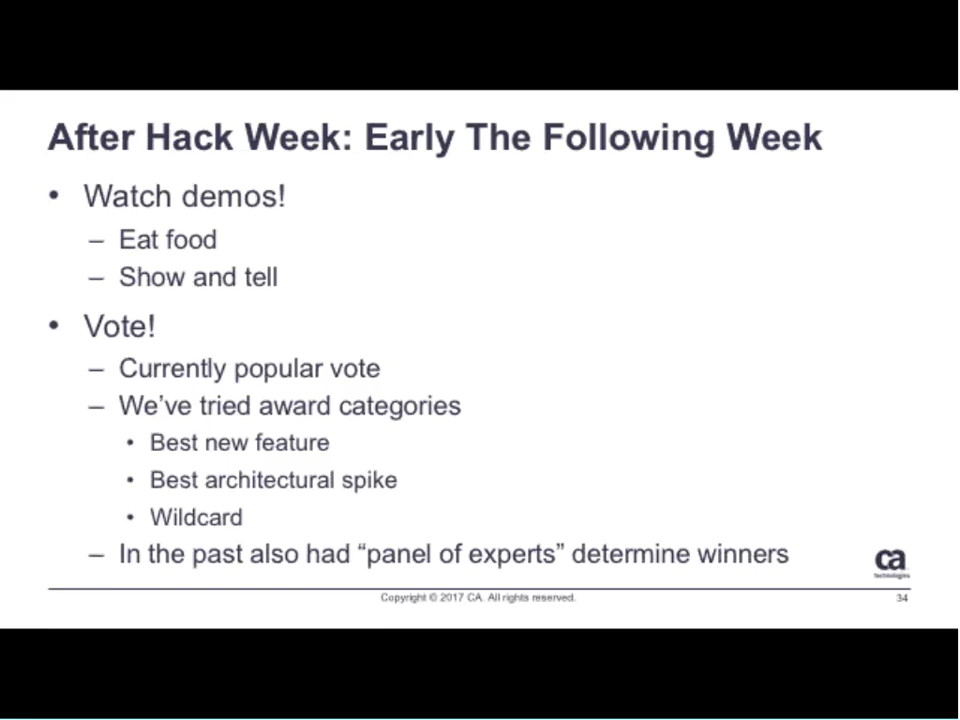 After Hack Week: Early The Following Week
• Watch demos!
– Eat food
– Show and tell
• Vote!
– Currently popular vote
– We’ve tried award categories
• Best new feature
• Best architectural spike
• Wildcard
– In the past also had “panel of experts” determine winners
ca
technologies
Copyright © 2017 CA. All rights reserved.
34